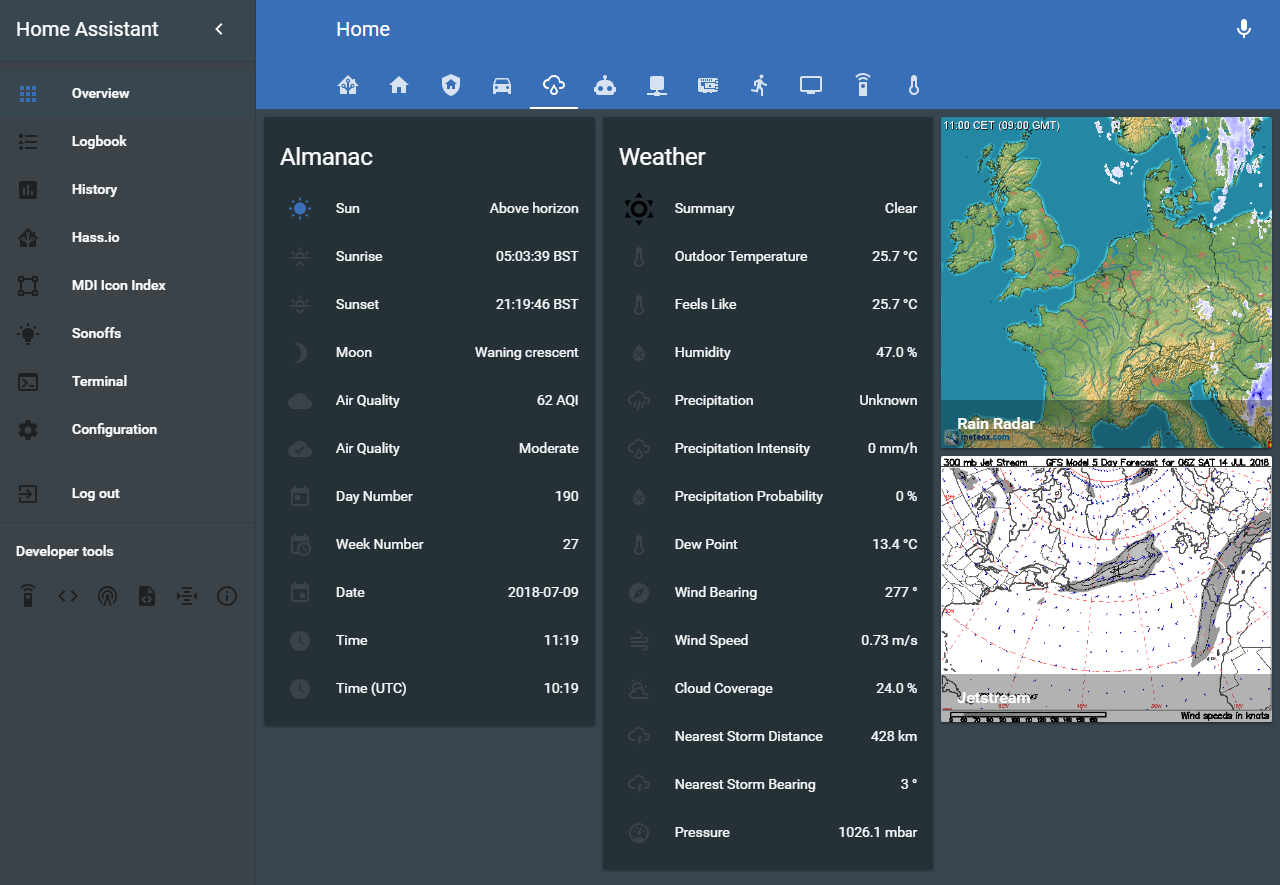 Home Assistant
Home
Overview
Logbook
History
Hass.io
MDI Icon Index
Sonoffs
Terminal
Configuration
Log out
Developer tools
Almanac
Sun Above horizon
Sunrise 05:03:39 BST
Sunset 21:19:46 BST
Moon Waning crescent
Air Quality 62 AQI
Air Quality Moderate
Day Number 190
Week Number 27
Date 2018-07-09
Time 11:19
Time (UTC) 10:19
Weather
Summary Clear
Outdoor Temperature 25.7 °C
Feels Like 25.7 °C
Humidity 47.0 %
Precipitation Unknown
Precipitation Intensity 0 mm/h
Precipitation Probability 0 %
Dew Point 13.4 °C
Wind Bearing 277 °
Wind Speed 0.73 m/s
Cloud Coverage 24.0 %
Nearest Storm Distance 428 km
Nearest Storm Bearing 3 °
Pressure 1026.1 mbar
11:00 CET (09:00 GMT)
Rain Radar
meteox.com
300 mb Jet Stream GFS Model 5 Day Forecast for 06Z SAT 14 JUL 2018
Jetstream
Wind speeds in knots